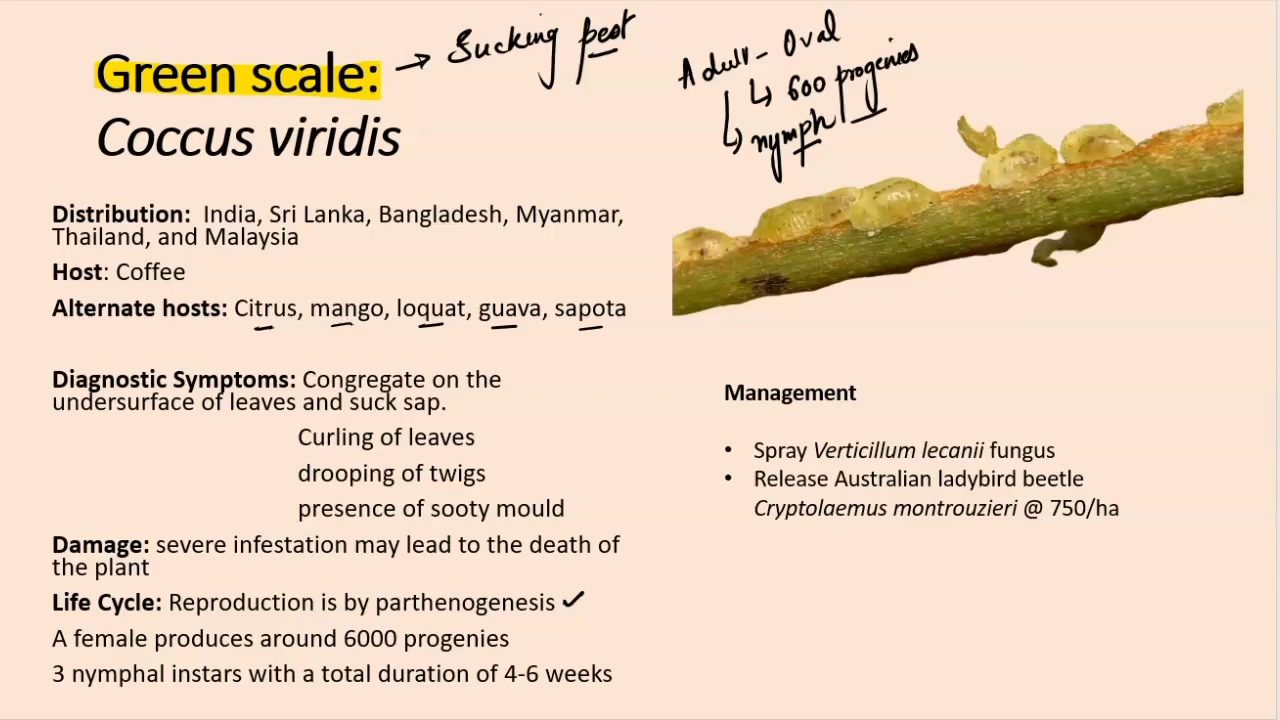 Green scale: → Sucking pest
Coccus viridis
Adult - Oval
↳ 600 progenies
↳ nymph
Distribution: India, Sri Lanka, Bangladesh, Myanmar,
Thailand, and Malaysia
Host: Coffee
Alternate hosts: Citrus, mango, loquat, guava, sapota
Diagnostic Symptoms: Congregate on the
undersurface of leaves and suck sap.
Curling of leaves
drooping of twigs
presence of sooty mould
Damage: severe infestation may lead to the death of
the plant
Life Cycle: Reproduction is by parthenogenesis ✓
A female produces around 6000 progenies
3 nymphal instars with a total duration of 4-6 weeks
Management
• Spray Verticillum lecanii fungus
• Release Australian ladybird beetle
Cryptolaemus montrouzieri @ 750/ha